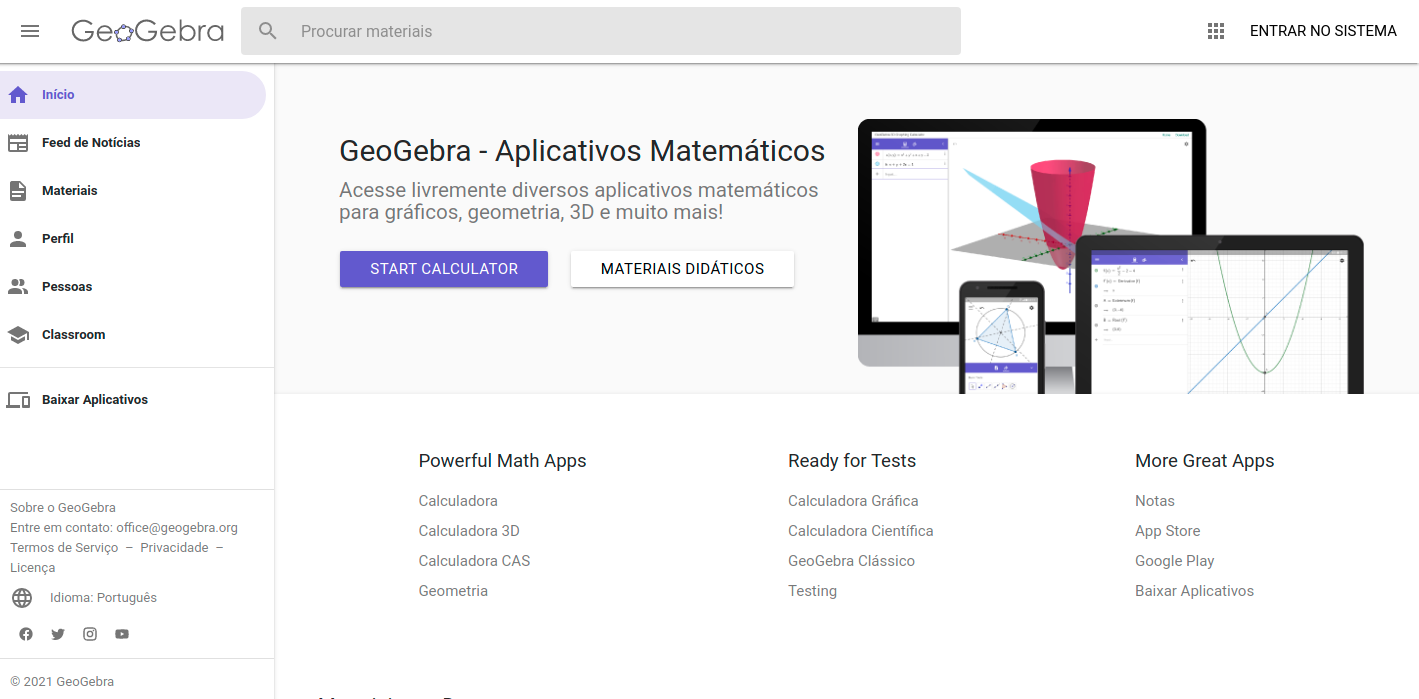 GeoGebra
Procurar materiais
ENTRAR NO SISTEMA
Início
Feed de Notícias
Materiais
Perfil
Pessoas
Classroom
Baixar Aplicativos
Sobre o GeoGebra
Entre em contato: office@geogebra.org
Termos de Serviço – Privacidade –
Licença
Idioma: Português
© 2021 GeoGebra
GeoGebra - Aplicativos Matemáticos
Acesse livremente diversos aplicativos matemáticos
para gráficos, geometria, 3D e muito mais!
START CALCULATOR
MATERIAIS DIDÁTICOS
Powerful Math Apps
Calculadora
Calculadora 3D
Calculadora CAS
Geometria
Ready for Tests
Calculadora Gráfica
Calculadora Científica
GeoGebra Clássico
Testing
More Great Apps
Notas
App Store
Google Play
Baixar Aplicativos